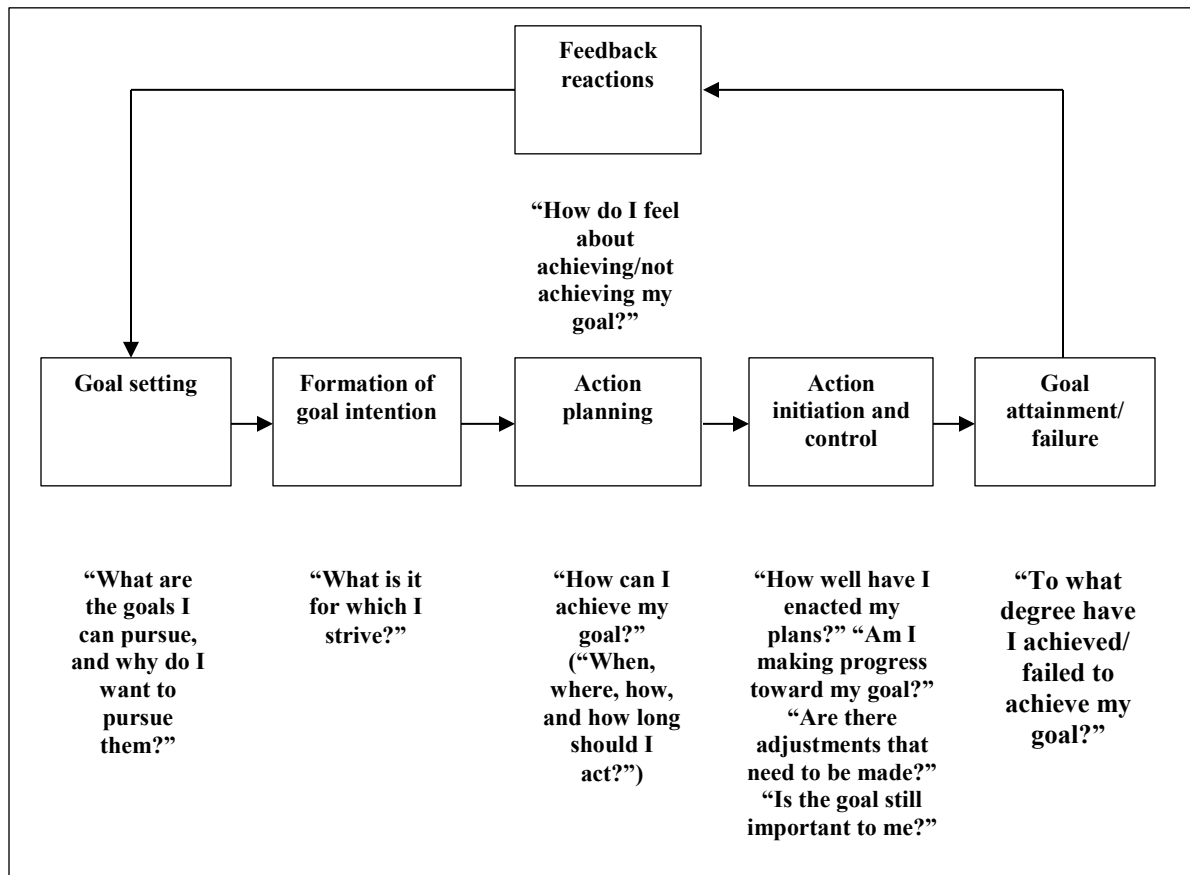 Feedback
reactions
“How do I feel
about
achieving/not
achieving my
goal?”
Goal setting
Formation of
goal intention
Action
planning
Action
initiation and
control
Goal
attainment/
failure
“What are
the goals I
can pursue,
and why do I
want to
pursue
them?”
“What is it
for which I
strive?”
“How can I
achieve my
goal?”
(“When,
where, how,
and how long
should I
act?”)
“How well have I
enacted my
plans?” “Am I
making progress
toward my goal?”
“Are there
adjustments that
need to be made?”
“Is the goal still
important to me?”
“To what
degree have
I achieved/
failed to
achieve my
goal?”